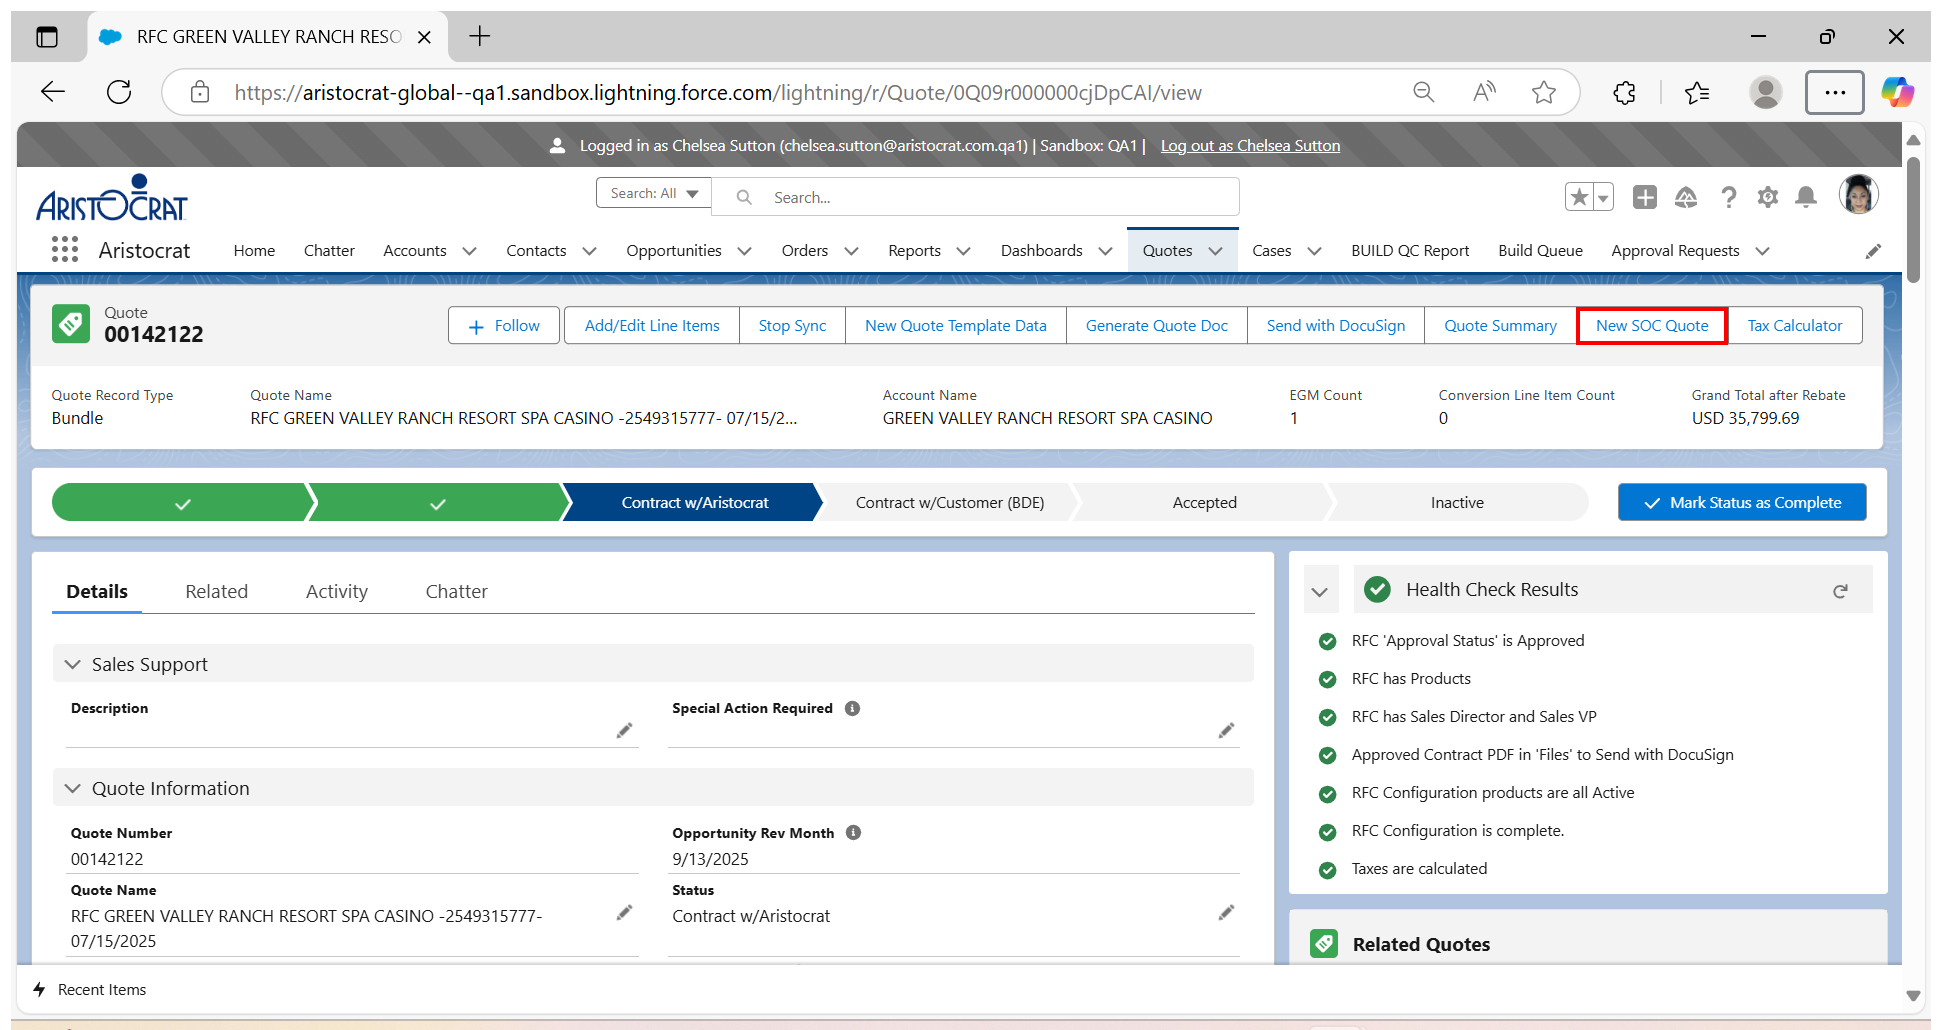 RFC GREEN VALLEY RANCH RESO
https://aristocrat-global--qa1.sandbox.lightning.force.com/lightning/r/Quote/0Q09r000000cjDpCAI/view
Logged in as Chelsea Sutton (chelsea.sutton@aristocrat.com.qa1) | Sandbox: QA1 | Log out as Chelsea Sutton
ARISTOCRAT
Search: All Search...
Aristocrat Home Chatter Accounts Contacts Opportunities Orders Reports Dashboards Quotes Cases BUILD QC Report Build Queue Approval Requests
Quote
00142122
Follow Add/Edit Line Items Stop Sync New Quote Template Data Generate Quote Doc Send with DocuSign Quote Summary New SOC Quote Tax Calculator
Quote Record Type Quote Name Account Name EGM Count Conversion Line Item Count Grand Total after Rebate
Bundle RFC GREEN VALLEY RANCH RESORT SPA CASINO -2549315777- 07/15/2... GREEN VALLEY RANCH RESORT SPA CASINO 1 0 USD 35,799.69
Contract w/Aristocrat Contract w/Customer (BDE) Accepted Inactive Mark Status as Complete
Details Related Activity Chatter
Sales Support
Description Special Action Required
Quote Information
Quote Number Opportunity Rev Month
00142122 9/13/2025
Quote Name Status
RFC GREEN VALLEY RANCH RESORT SPA CASINO -2549315777- Contract w/Aristocrat
07/15/2025
Health Check Results
RFC 'Approval Status' is Approved
RFC has Products
RFC has Sales Director and Sales VP
Approved Contract PDF in 'Files' to Send with DocuSign
RFC Configuration products are all Active
RFC Configuration is complete.
Taxes are calculated
Related Quotes
Recent Items